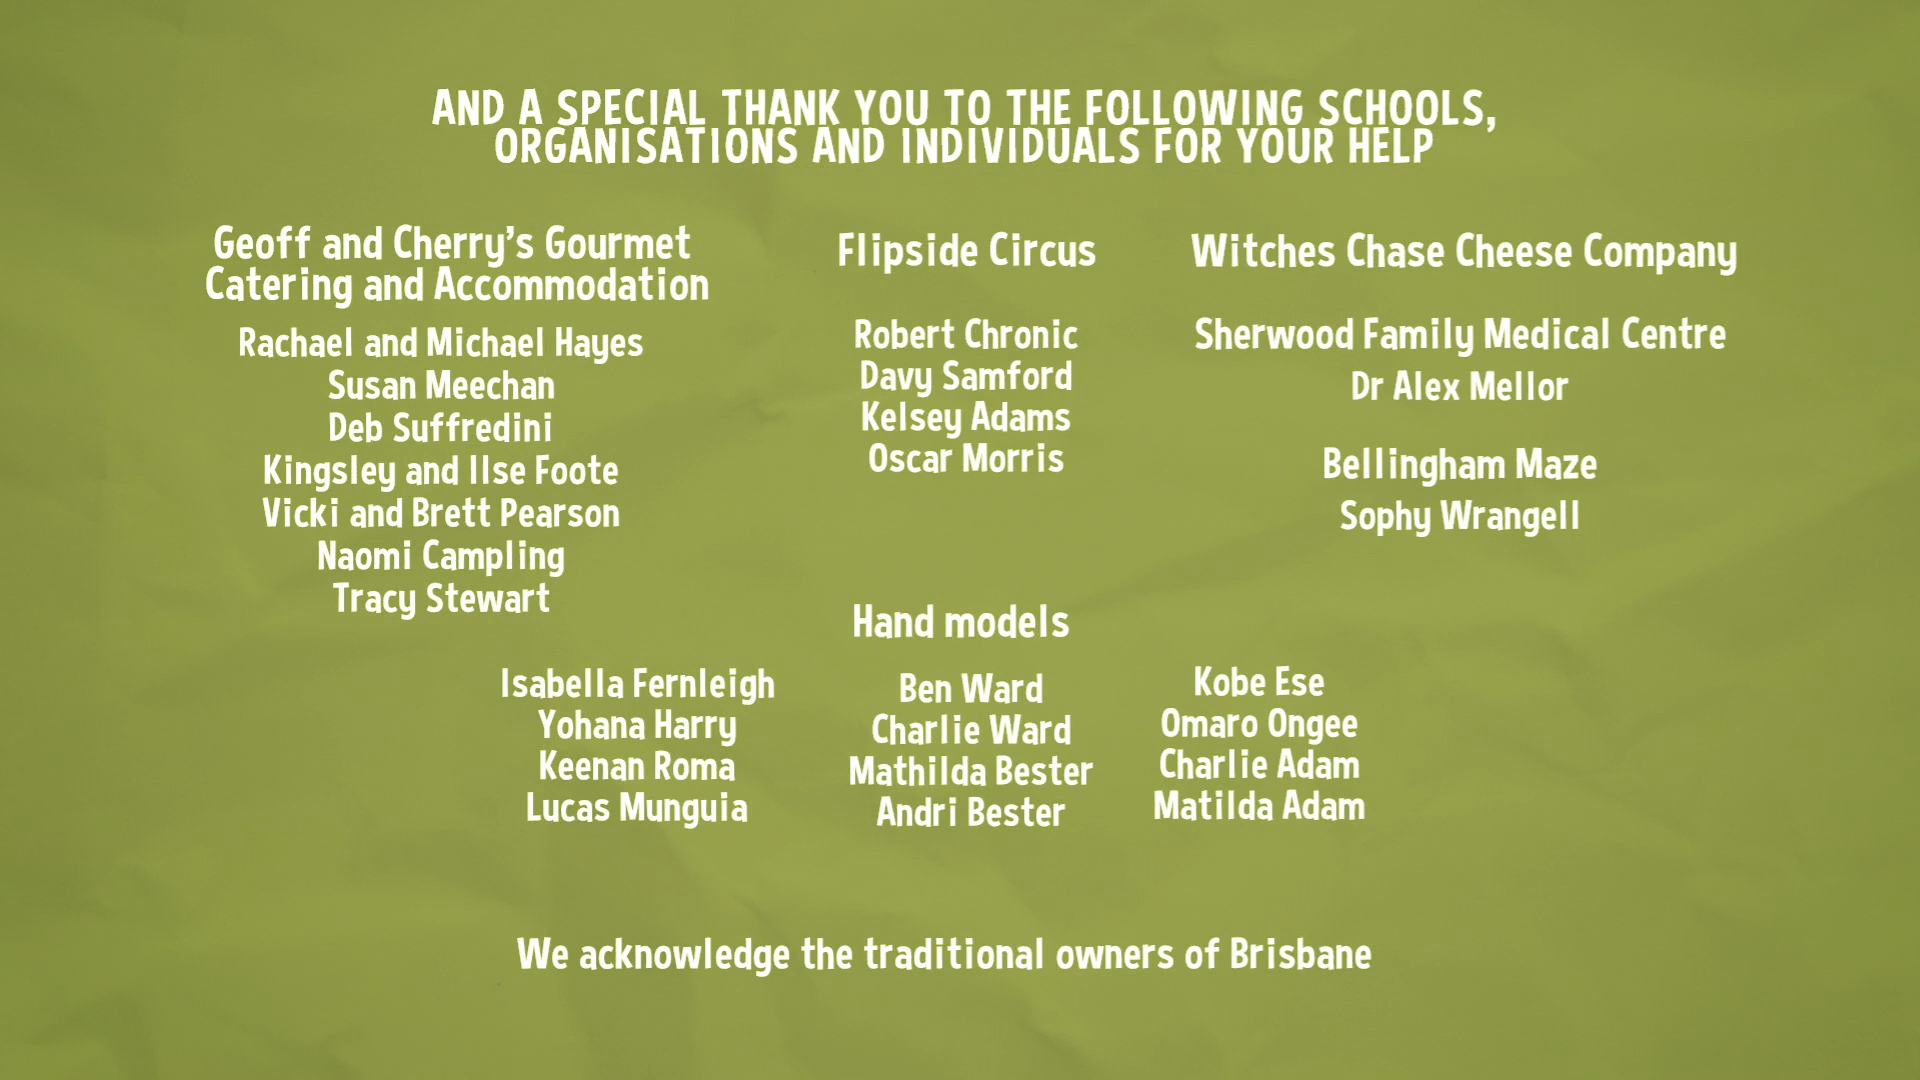 AND A SPECIAL THANK YOU TO THE FOLLOWING SCHOOLS,
ORGANISATIONS AND INDIVIDUALS FOR YOUR HELP
Geoff and Cherry's Gourmet
Catering and Accommodation
Rachael and Michael Hayes
Susan Meechan
Deb Suffredini
Kingsley and Ilse Foote
Vicki and Brett Pearson
Naomi Campling
Tracy Stewart
Flipside Circus
Robert Chronic
Davy Samford
Kelsey Adams
Oscar Morris
Witches Chase Cheese Company
Sherwood Family Medical Centre
Dr Alex Mellor
Bellingham Maze
Sophy Wrangell
Hand models
Isabella Fernleigh
Yohana Harry
Keenan Roma
Lucas Munguia
Ben Ward
Charlie Ward
Mathilda Bester
Andri Bester
Kobe Ese
Omaro Ongee
Charlie Adam
Matilda Adam
We acknowledge the traditional owners of Brisbane